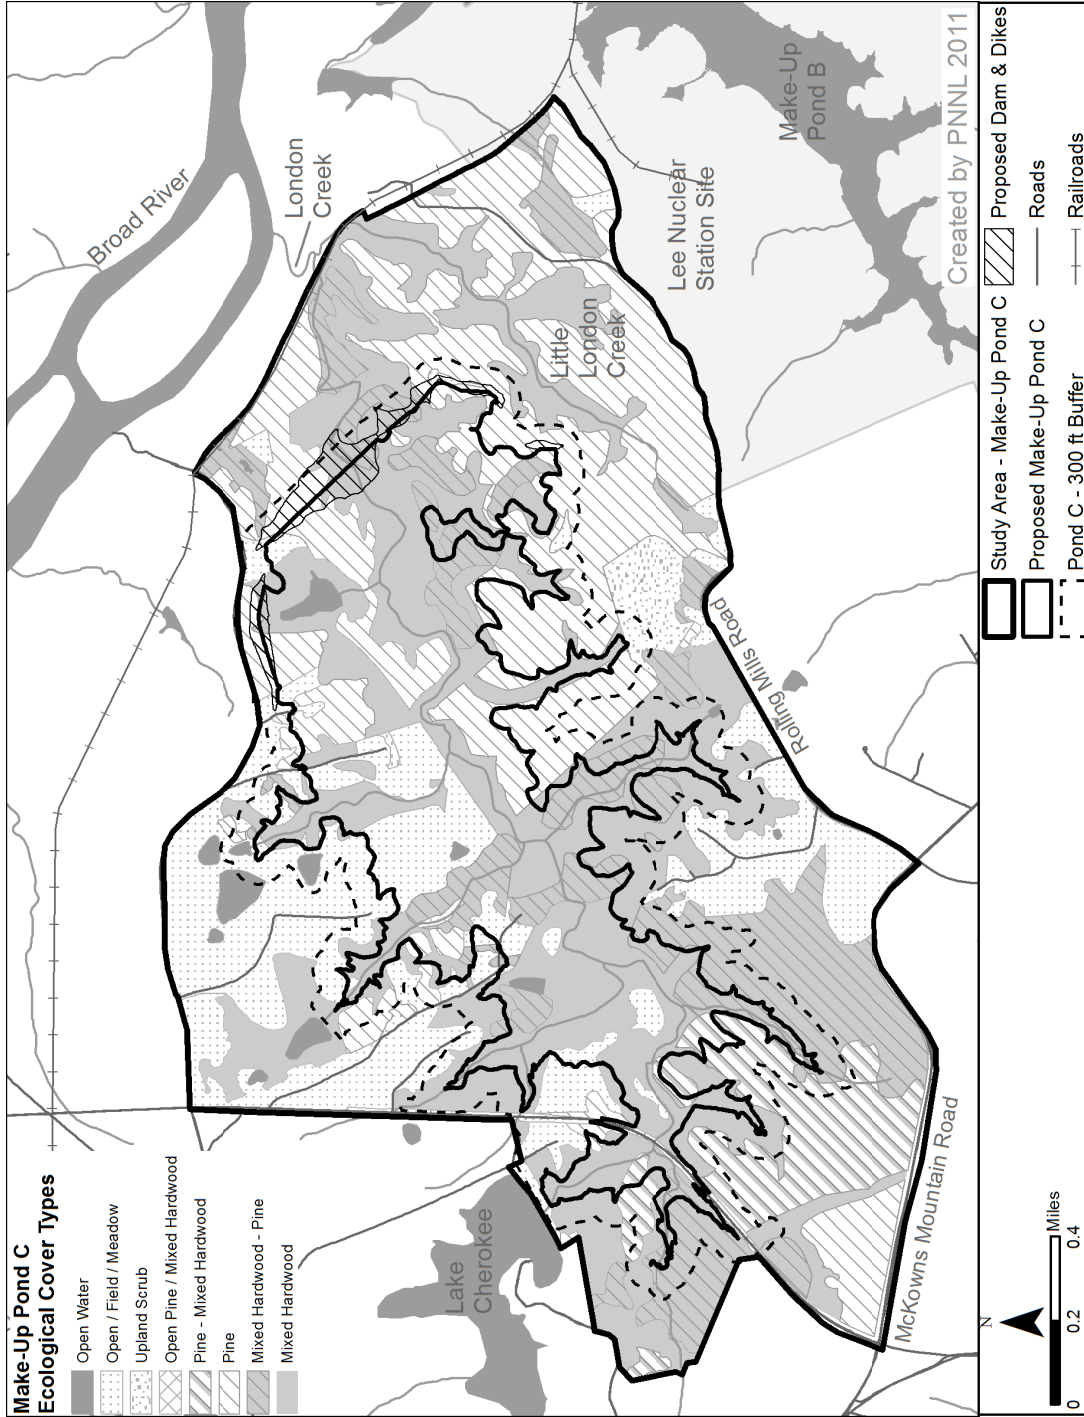 Make-Up Pond C
Ecological Cover Types
Open Water
Open / Field / Meadow
Upland Scrub
Open Pine / Mixed Hardwood
Pine - Mixed Hardwood
Pine
Mixed Hardwood - Pine
Mixed Hardwood
Broad River
London
Creek
Little
London
Creek
Lee Nuclear
Station Site
Make-Up
Pond B
Lake
Cherokee
Rolling Mills Road
McKowns Mountain Road
Created by PNNL 2011
N
0
0.2
0.4
Miles
Study Area - Make-Up Pond C
Proposed Make-Up Pond C
Pond C - 300 ft Buffer
Proposed Dam & Dikes
Roads
Railroads